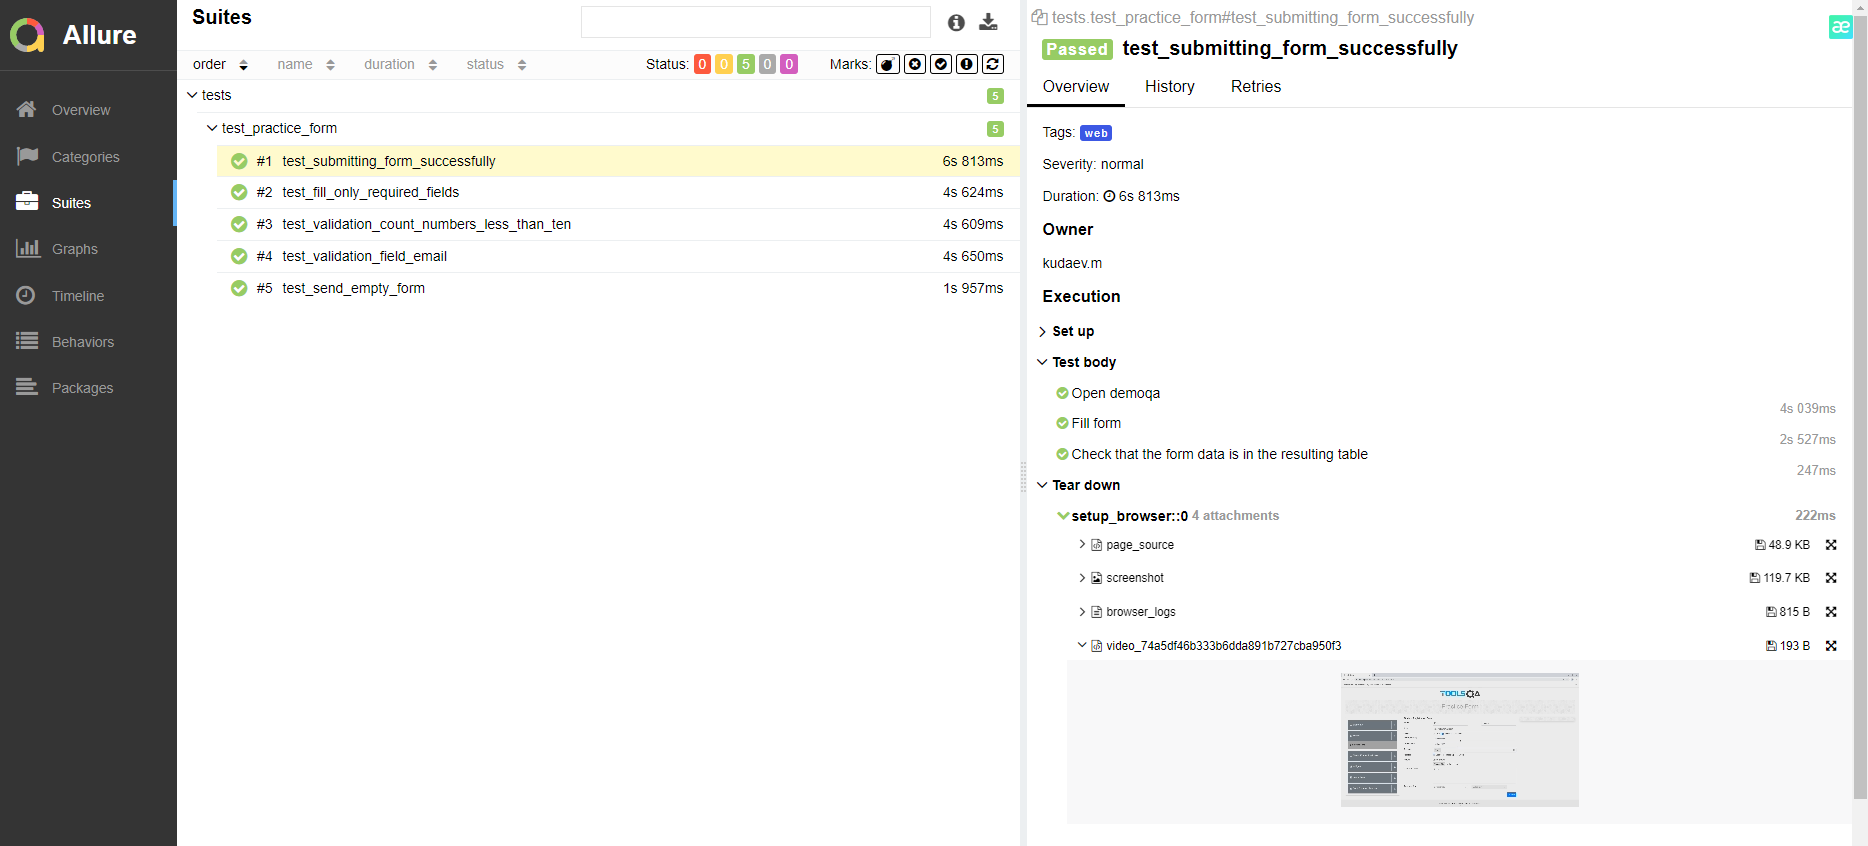 Allure
Overview
Categories
Suites
Graphs
Timeline
Behaviors
Packages
Suites
order name duration status
Status: 0 0 5 0 0
Marks:
tests 5
test_practice_form 5
#1 test_submitting_form_successfully 6s 813ms
#2 test_fill_only_required_fields 4s 624ms
#3 test_validation_count_numbers_less_than_ten 4s 609ms
#4 test_validation_field_email 4s 650ms
#5 test_send_empty_form 1s 957ms
tests.test_practice_form#test_submitting_form_successfully
æ
Passed test_submitting_form_successfully
Overview History Retries
Tags: web
Severity: normal
Duration: 6s 813ms
Owner
kudaev.m
Execution
Set up
Test body
Open demoqa
4s 039ms
Fill form
2s 527ms
Check that the form data is in the resulting table
247ms
Tear down
setup_browser::0 4 attachments 222ms
page_source 48.9 KB
screenshot 119.7 KB
browser_logs 815 B
video_74a5df46b333b6dda891b727cba950f3 193 B
TOOLSQA
Practice Form